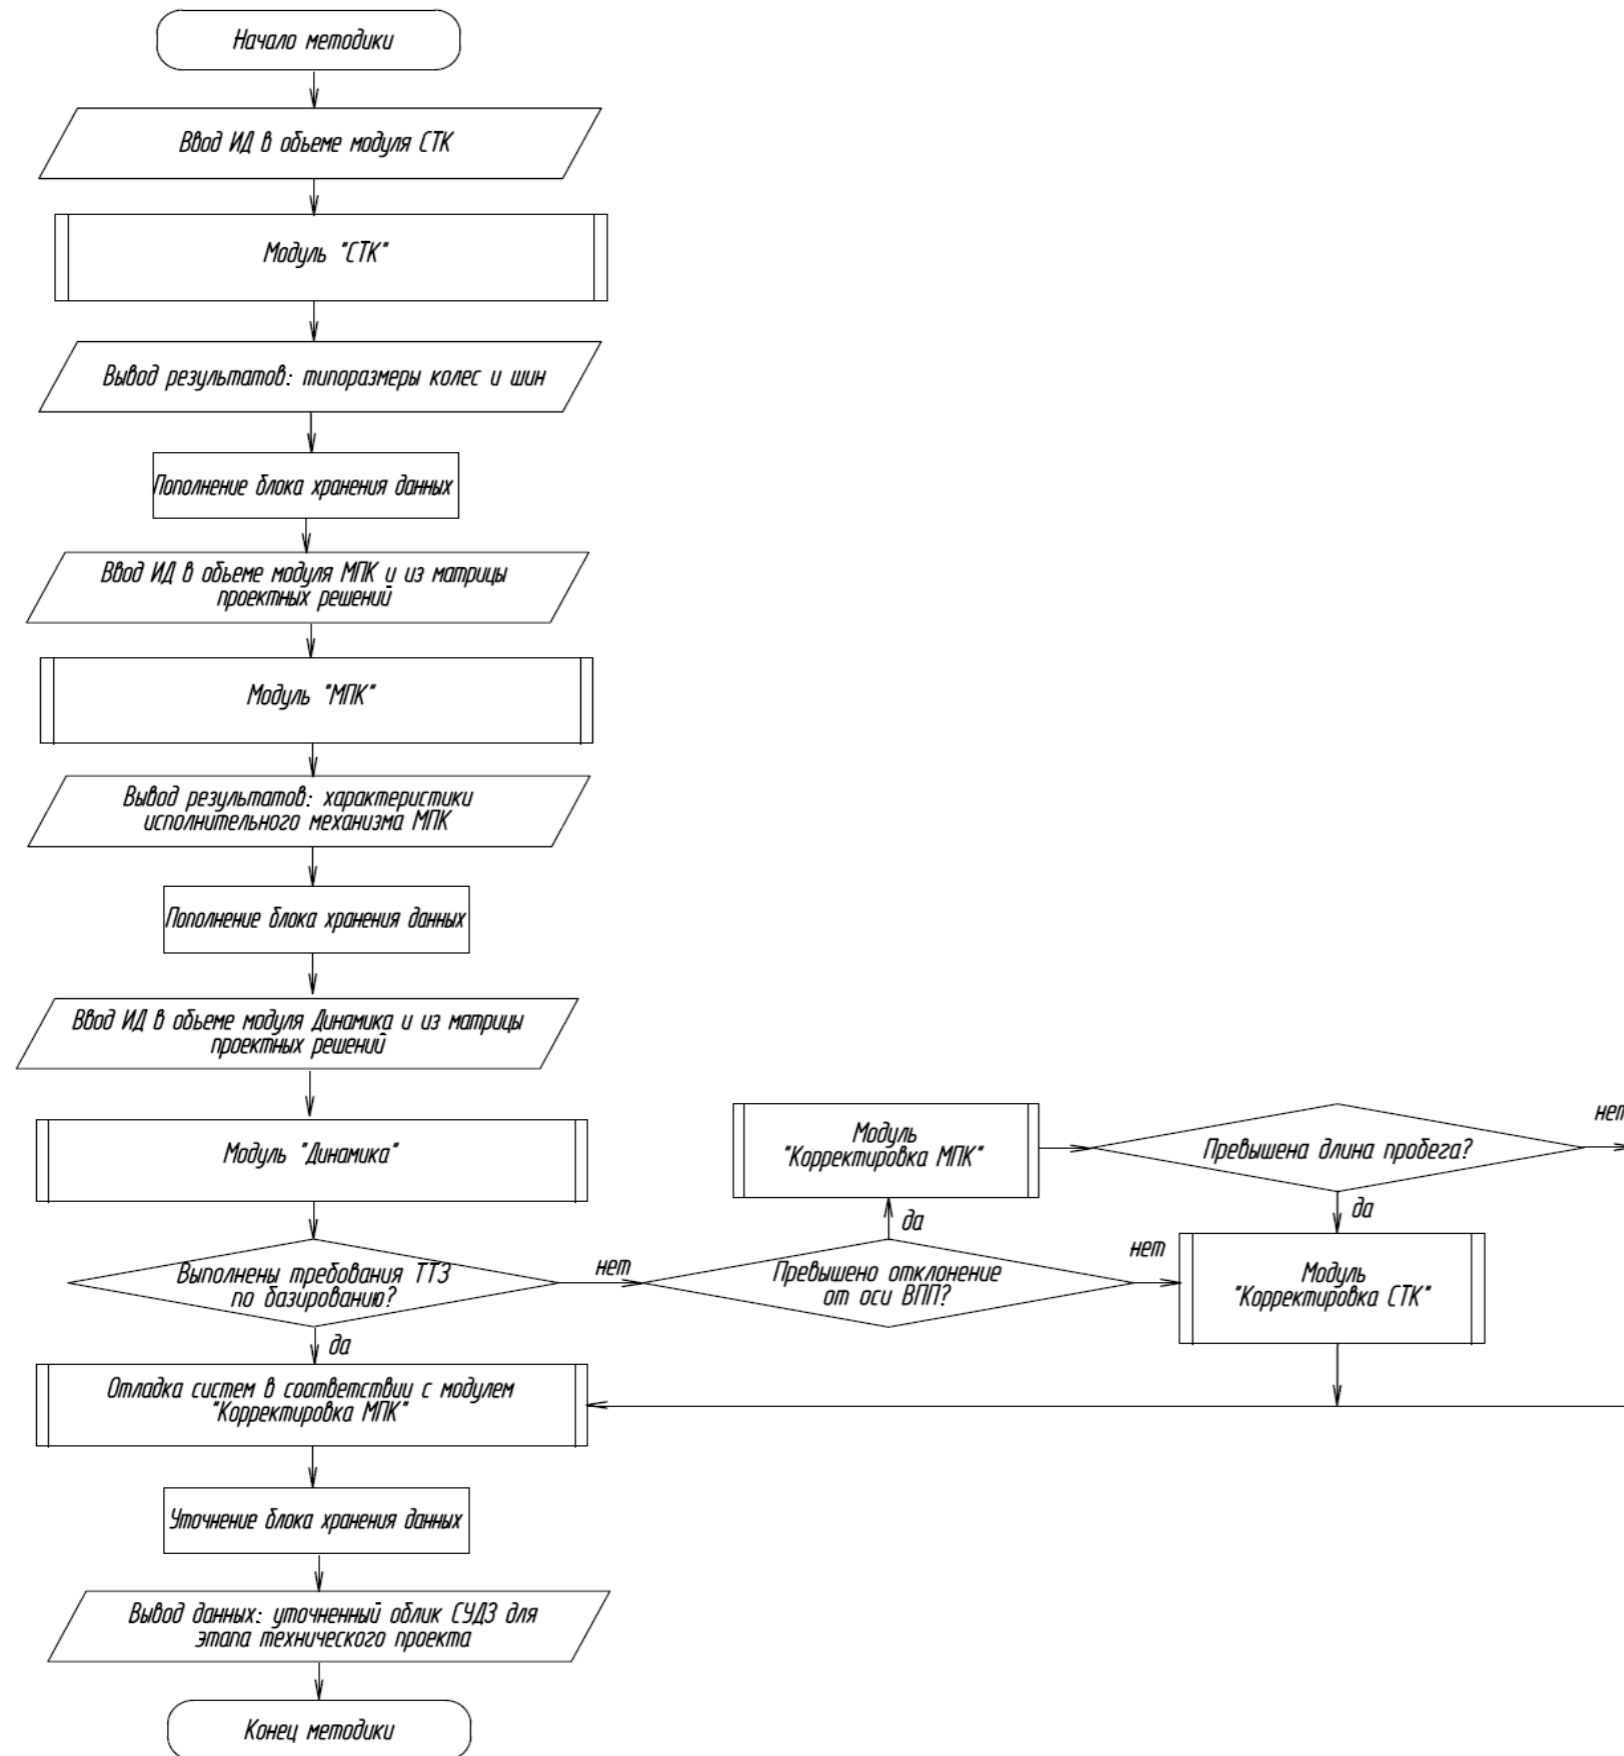 Начало методики
Ввод ИД в объеме модуля СТК
Модуль "СТК"
Вывод результатов: типоразмеры колес и шин
Пополнение блока хранения данных
Ввод ИД в объеме модуля МПК и из матрицы
проектных решений
Модуль "МПК"
Вывод результатов: характеристики
исполнительного механизма МПК
Пополнение блока хранения данных
Ввод ИД в объеме модуля Динамика и из матрицы
проектных решений
Модуль "Динамика"
Выполнены требования ТТЗ
по базированию?
нет
да
Превышено отклонение
от оси ВПП?
да
нет
Модуль
"Корректировка МПК"
Превышена длина пробега?
нет
да
Модуль
"Корректировка СТК"
Отладка систем в соответствии с модулем
"Корректировка МПК"
Уточнение блока хранения данных
Вывод данных: уточненный облик СУДЗ для
этапа технического проекта
Конец методики